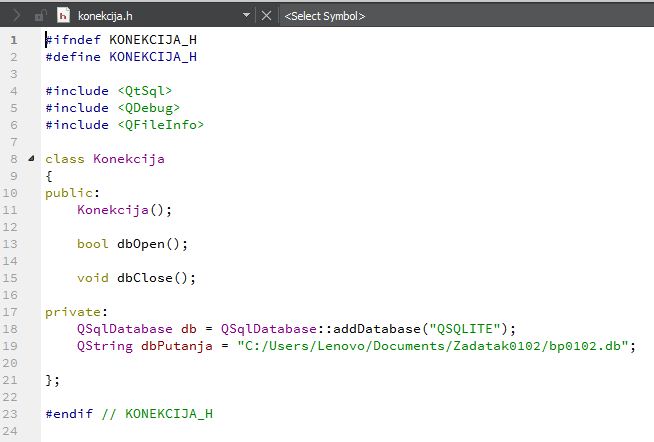 konekcija.h <Select Symbol>
1 #ifndef KONEKCIJA_H
2 #define KONEKCIJA_H
3
4 #include <QtSql>
5 #include <QDebug>
6 #include <QFileInfo>
7
8 class Konekcija
9 {
10 public:
11     Konekcija();
12
13     bool dbOpen();
14
15     void dbClose();
16
17 private:
18     QSqlDatabase db = QSqlDatabase::addDatabase("QSQLITE");
19     QString dbPutanja = "C:/Users/Lenovo/Documents/Zadatak0102/bp0102.db";
20
21 };
22
23 #endif // KONEKCIJA_H
24